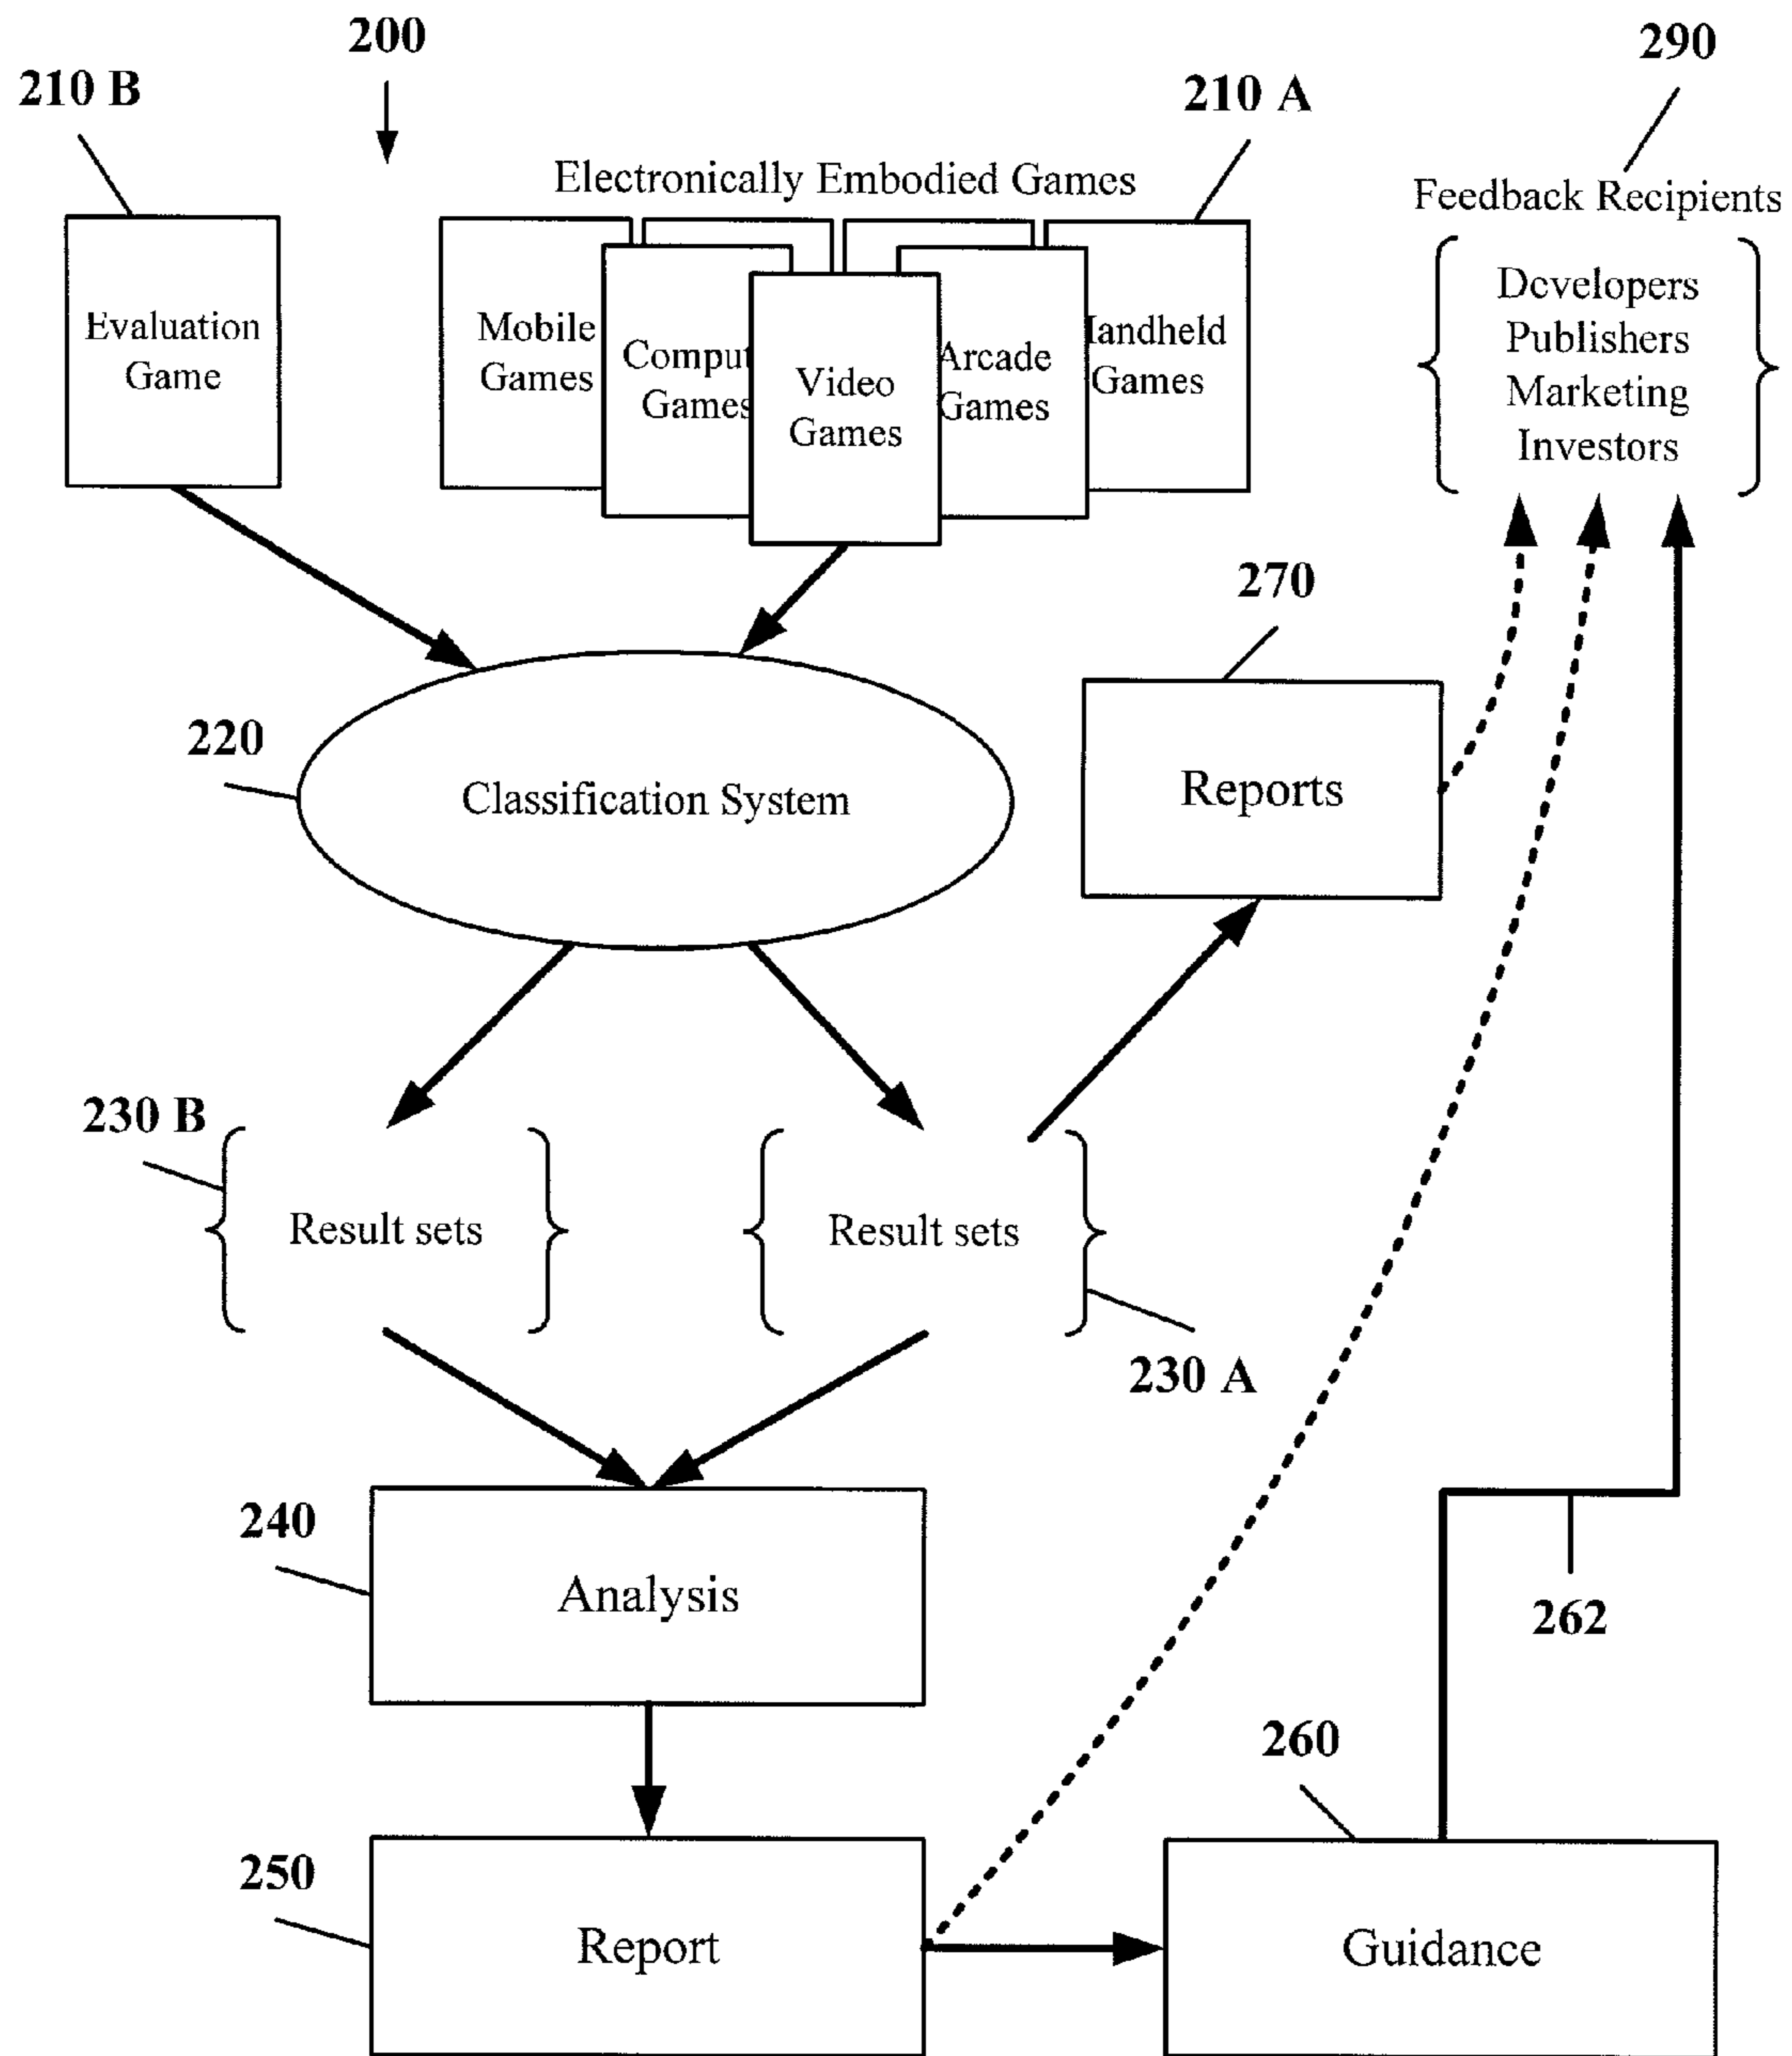 200
290
210 B
210 A
Electronically Embodied Games
Feedback Recipients
Evaluation
Game
Mobile
Games
Comput
Games
Video
Games
Arcade
Games
andheld
Games
Developers
Publishers
Marketing
Investors
270
220
Classification System
Reports
230 B
Result sets
Result sets
230 A
240
Analysis
262
260
250
Report
Guidance